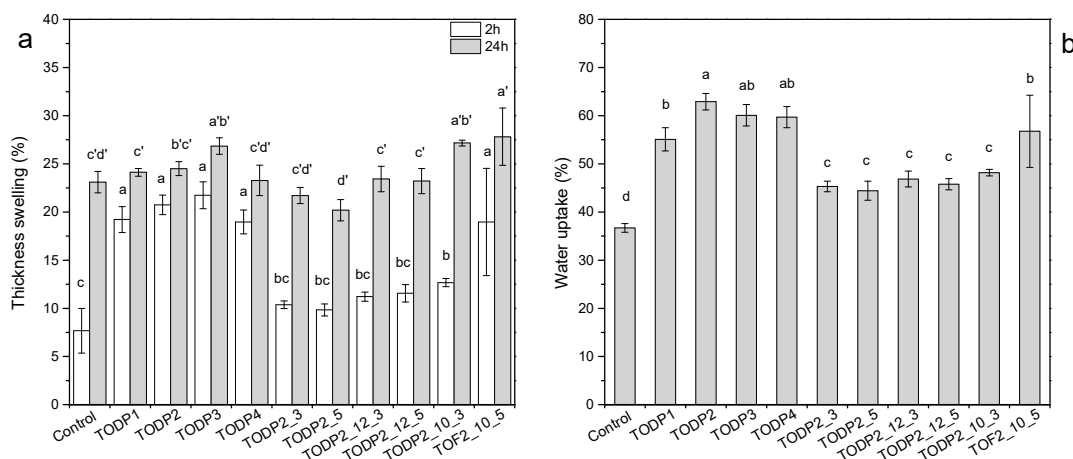 a
40
35
30
25
20
15
10
5
0
Thickness swelling (%)
2h
24h
c
c'd'
a
c'
a
b'c'
a
a'b'
a
c'd'
bc
c'd'
bc
d'
bc
c'
bc
c'
b
a'b'
a
a'
Control
TODP1
TODP2
TODP3
TODP4
TODP2_3
TODP2_5
TODP2_12_3
TODP2_12_5
TODP2_10_3
TOF2_10_5
b
80
70
60
50
40
30
20
10
0
Water uptake (%)
d
b
a
ab
ab
c
c
c
c
c
b
Control
TODP1
TODP2
TODP3
TODP4
TODP2_3
TODP2_5
TODP2_12_3
TODP2_12_5
TODP2_10_3
TOF2_10_5